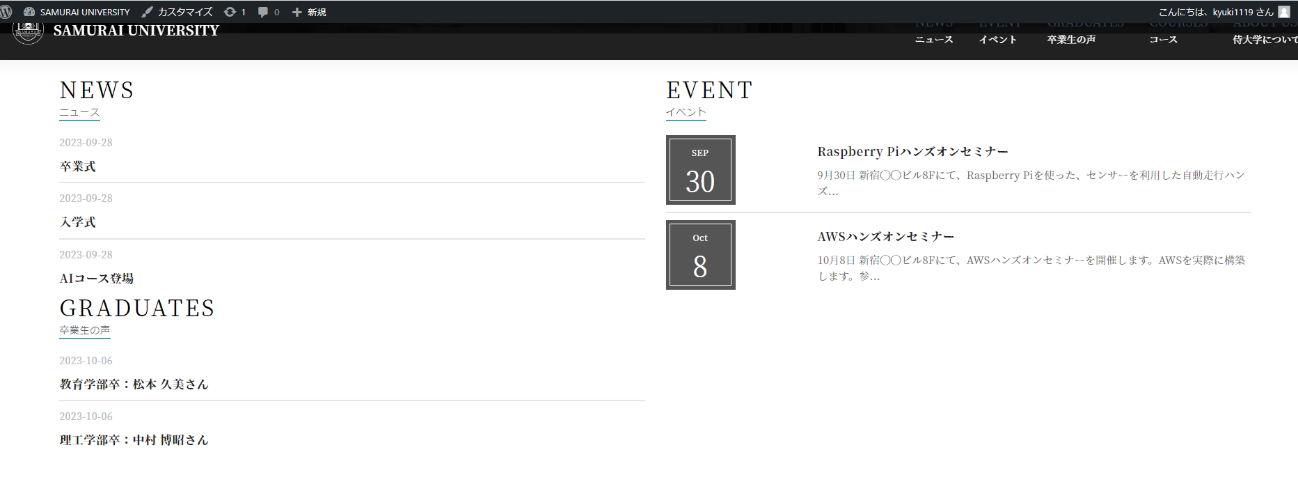 SAMURAI UNIVERSITY カスタマイズ 1 0 新規 こんにちは、kyuki1119 さん
SAMURAI UNIVERSITY
NEWS EVENT GRADUATES COURSES
ニュース イベント 卒業生の声 コース 侍大学について
NEWS
ニュース
2023-09-28
卒業式
2023-09-28
入学式
2023-09-28
AIコース登場
GRADUATES
卒業生の声
2023-10-06
教育学部卒：松本 久美さん
2023-10-06
理工学部卒：中村 博昭さん
EVENT
イベント
SEP
30
Raspberry Piハンズオンセミナー
9月30日 新宿〇〇ビル8Fにて、Raspberry Piを使った、センサーを利用した自動走行ハン
ズ…
Oct
8
AWSハンズオンセミナー
10月8日 新宿〇〇ビル8Fにて、AWSハンズオンセミナーを開催します。AWSを実際に構築
します。参…